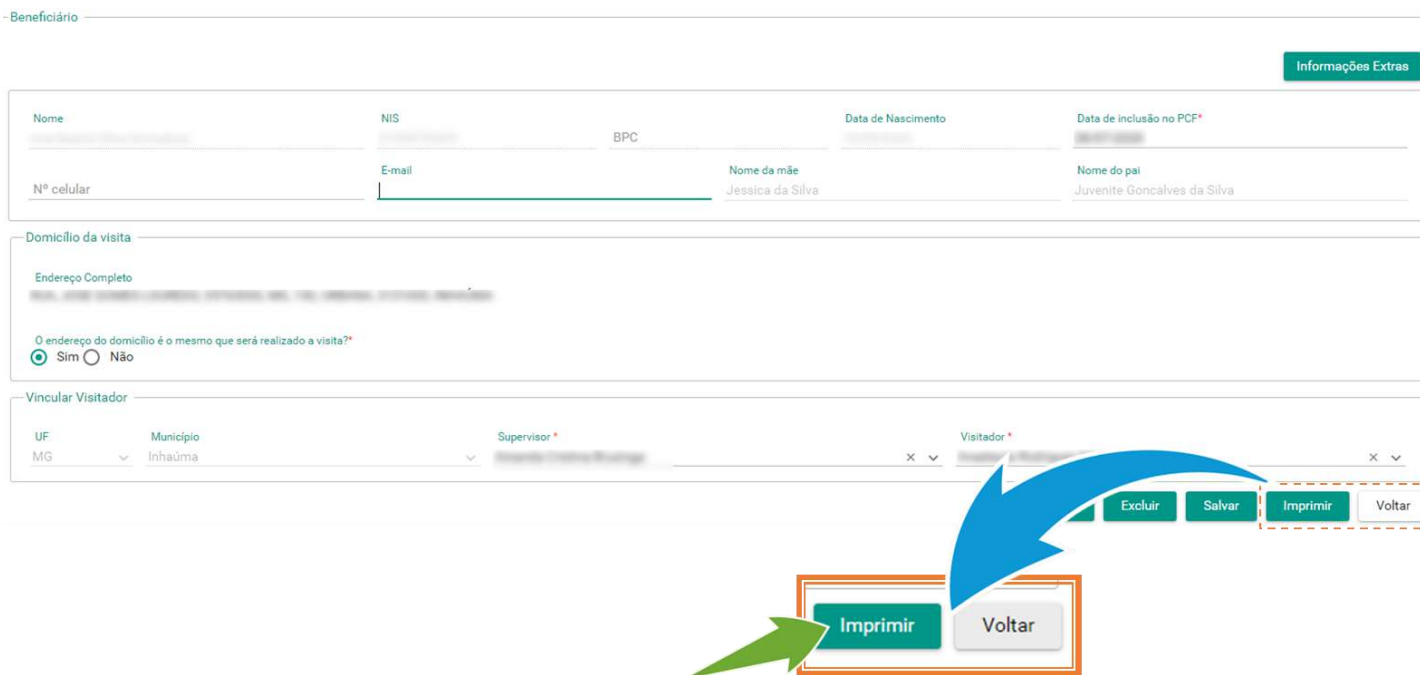 Beneficiário
Informações Extras
Nome NIS Data de Nascimento Data de inclusão no PCF*
BPC
E-mail Nome da mãe Nome do pai
Nº celular Jessica da Silva Juvenite Goncalves da Silva
Domicílio da visita
Endereço Completo
O endereço do domicílio é o mesmo que será realizado a visita?*
Sim Não
Vincular Visitador
UF Município Supervisor * Visitador *
MG Inhaúma
Excluir Salvar Imprimir Voltar
Imprimir Voltar